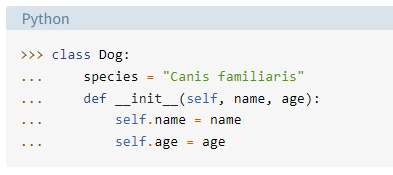 Python
>>> class Dog:
...     species = "Canis familiaris"
...     def __init__(self, name, age):
...         self.name = name
...         self.age = age